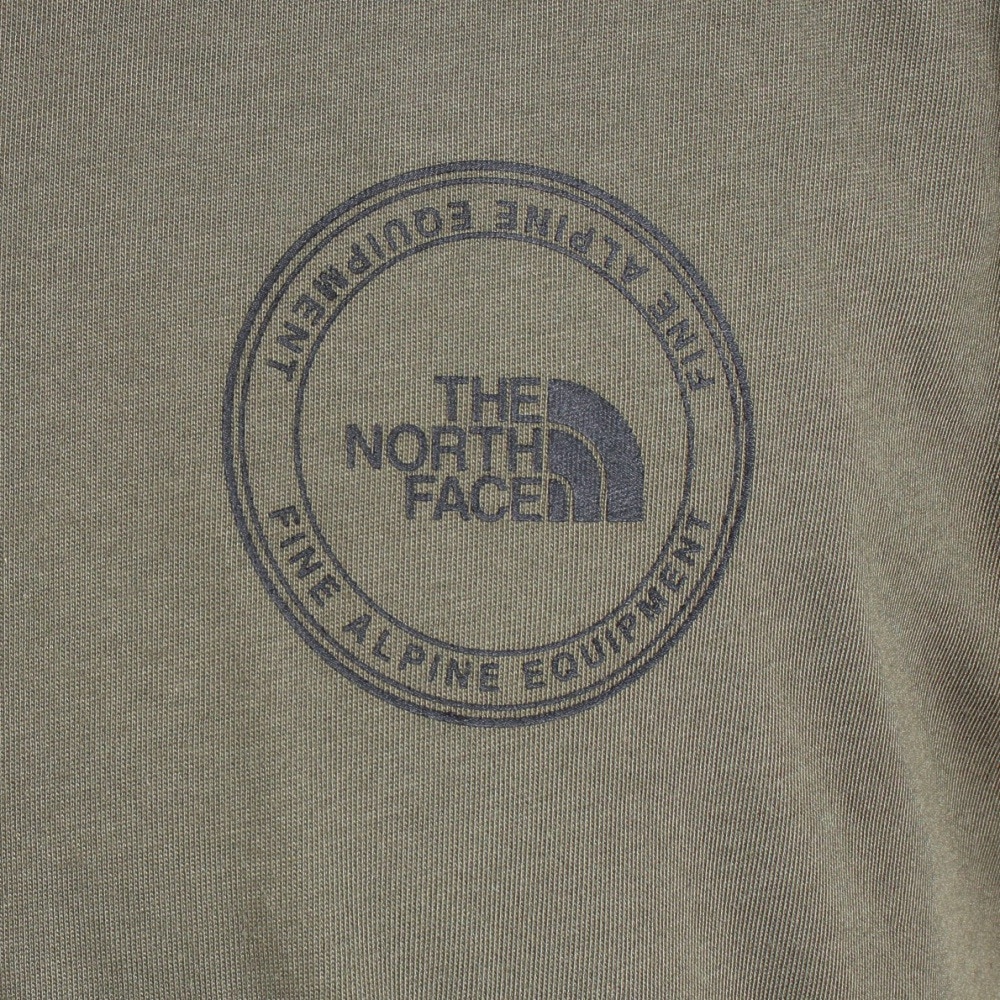 FINE ALPINE EQUIPMENT
THE
NORTH
FACE
FINE ALPINE EQUIPMENT